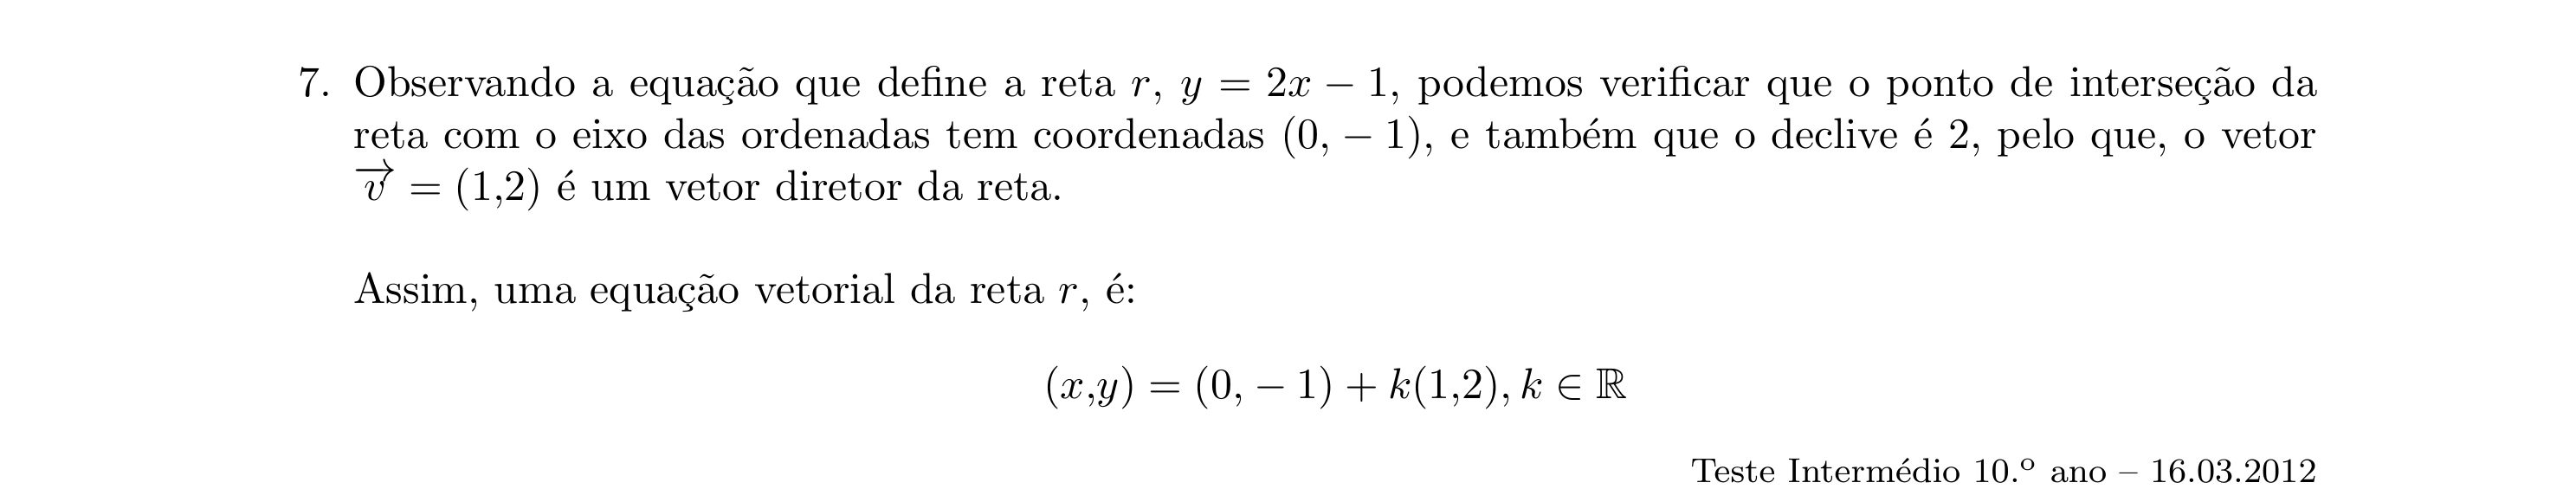 7. Observando a equação que define a reta r, y = 2x − 1, podemos verificar que o ponto de interseção da
reta com o eixo das ordenadas tem coordenadas (0, − 1), e também que o declive é 2, pelo que, o vetor
v⃗ = (1,2) é um vetor diretor da reta.
Assim, uma equação vetorial da reta r, é:
(x,y) = (0, − 1) + k(1,2), k ∈ ℝ
Teste Intermédio 10.º ano – 16.03.2012